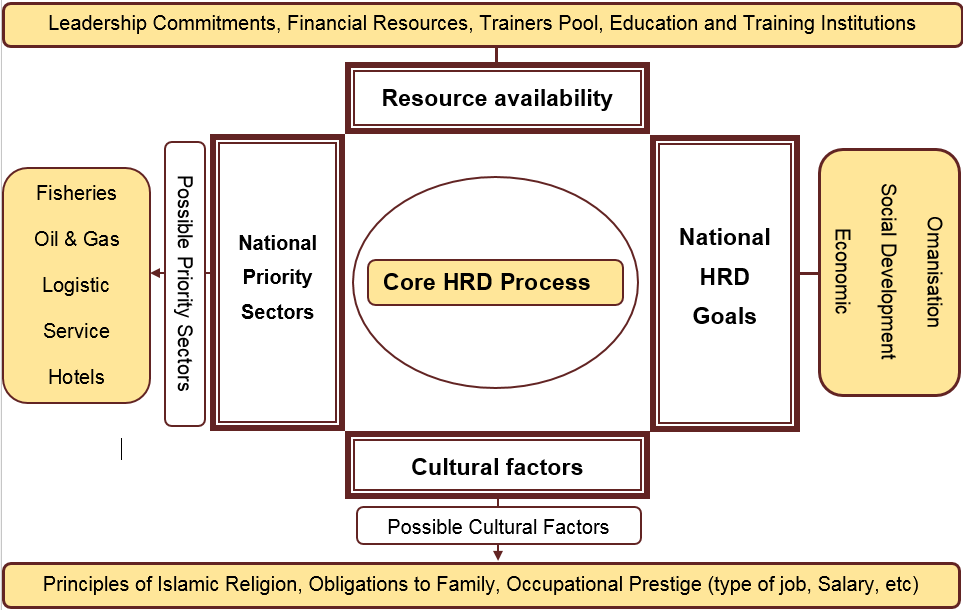 Leadership Commitments, Financial Resources, Trainers Pool, Education and Training Institutions
Resource availability
Fisheries
Oil & Gas
Logistic
Service
Hotels
Possible Priority Sectors
National
Priority
Sectors
Core HRD Process
National
HRD
Goals
Omanisation
Social Development
Economic
Cultural factors
Possible Cultural Factors
Principles of Islamic Religion, Obligations to Family, Occupational Prestige (type of job, Salary, etc)